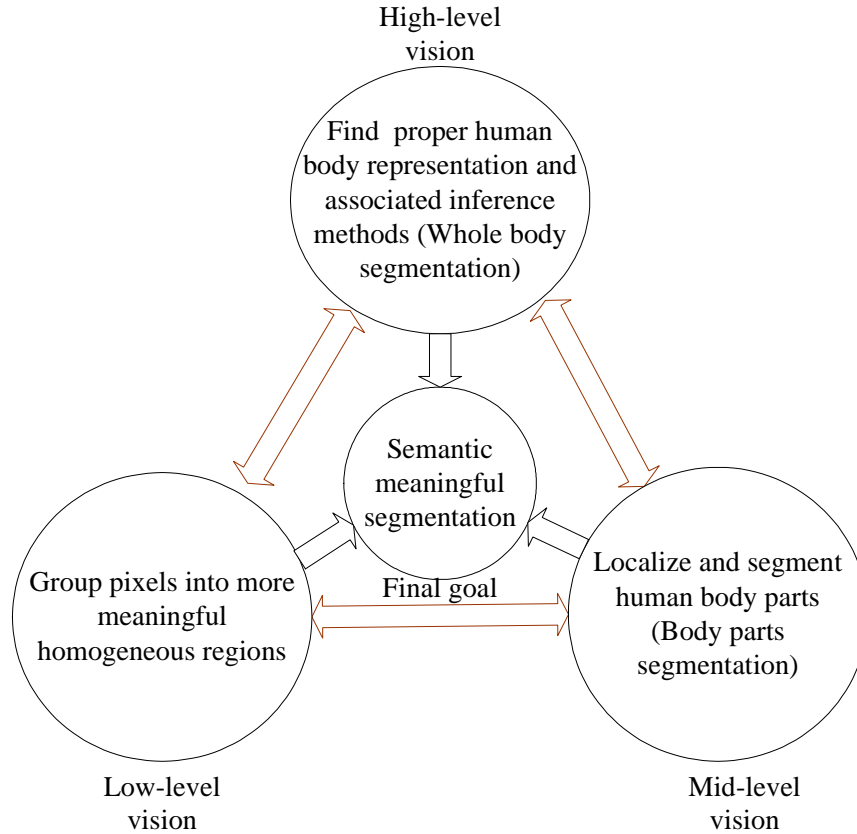 High-level
vision
Find proper human
body representation and
associated inference
methods (Whole body
segmentation)
Semantic
meaningful
segmentation
Final goal
Group pixels into more
meaningful
homogeneous regions
Localize and segment
human body parts
(Body parts
segmentation)
Low-level
vision
Mid-level
vision